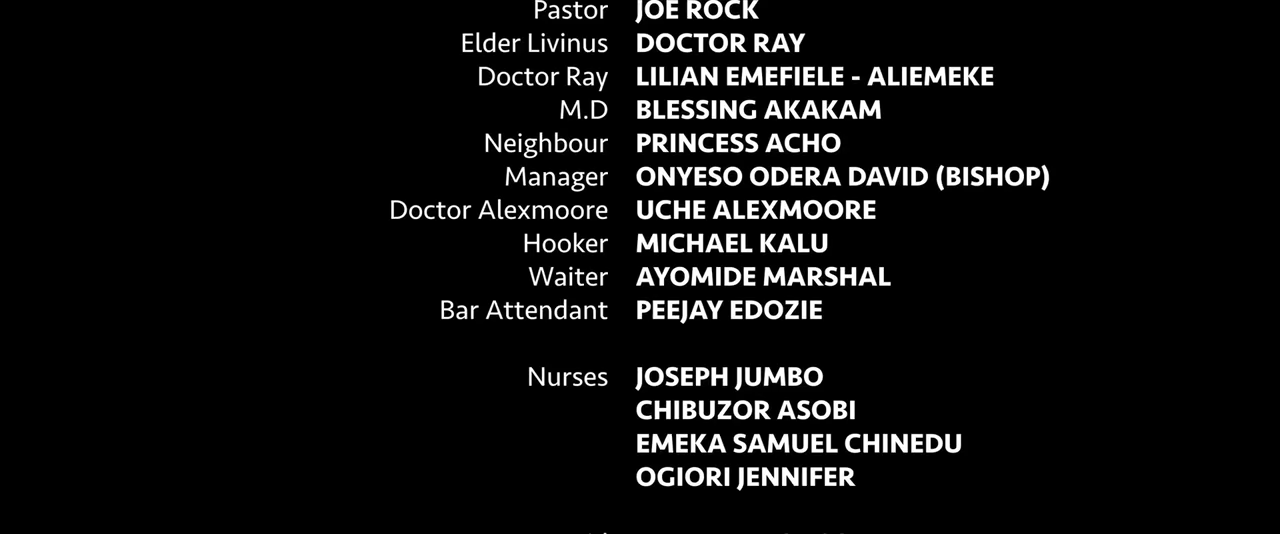 Pastor JOE ROCK
Elder Livinus DOCTOR RAY
Doctor Ray LILIAN EMEFIELE - ALIEMEKE
M.D BLESSING AKAKAM
Neighbour PRINCESS ACHO
Manager ONYESO ODERA DAVID (BISHOP)
Doctor Alexmoore UCHE ALEXMOORE
Hooker MICHAEL KALU
Waiter AYOMIDE MARSHAL
Bar Attendant PEEJAY EDOZIE
Nurses JOSEPH JUMBO
CHIBUZOR ASOBI
EMEKA SAMUEL CHINEDU
OGIORI JENNIFER